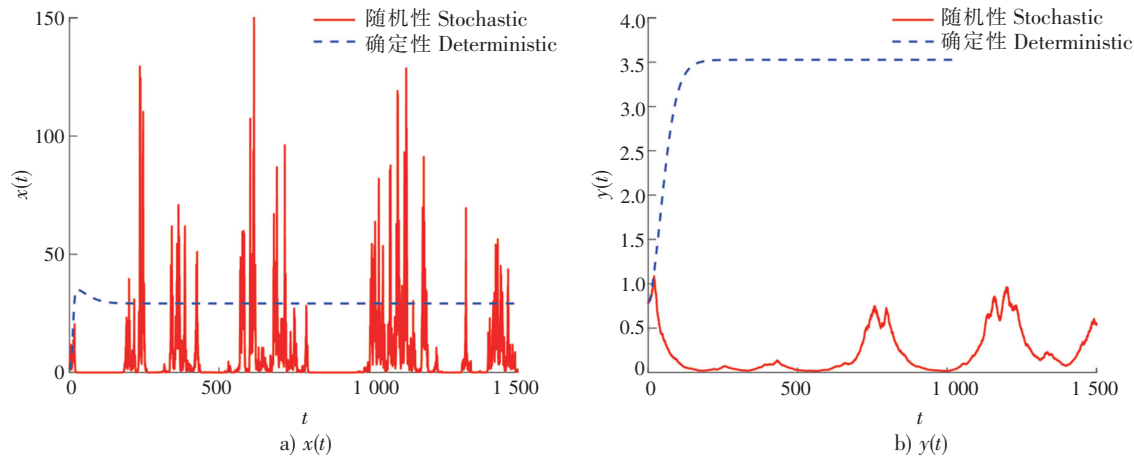 150
100
50
0
x(t)
随机性 Stochastic
确定性 Deterministic
0
500
1 000
1 500
t
a) x(t)
4.0
3.5
3.0
2.5
2.0
1.5
1.0
0.5
0.0
y(t)
随机性 Stochastic
确定性 Deterministic
0
500
1 000
1 500
t
b) y(t)